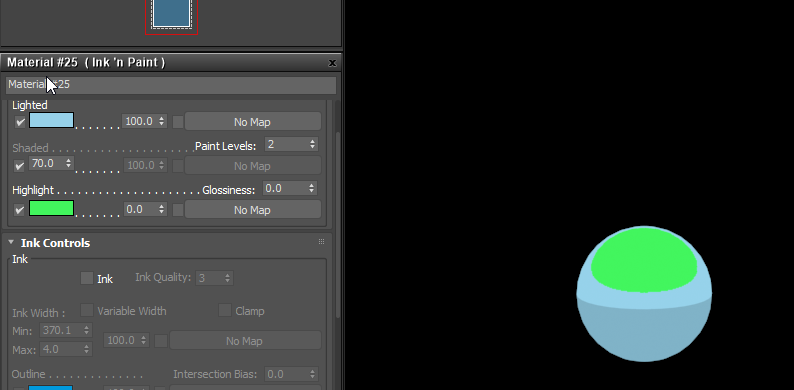 Material #25 ( Ink 'n Paint )
x
Material #25
Lighted
100.0 No Map
Shaded Paint Levels: 2
70.0 100.0 No Map
Highlight Glossiness: 0.0
0.0 No Map
Ink Controls
Ink
Ink Ink Quality: 3
Ink Width : Variable Width Clamp
Min: 370.1 100.0 No Map
Max: 4.0
Outline Intersection Bias: 0.0